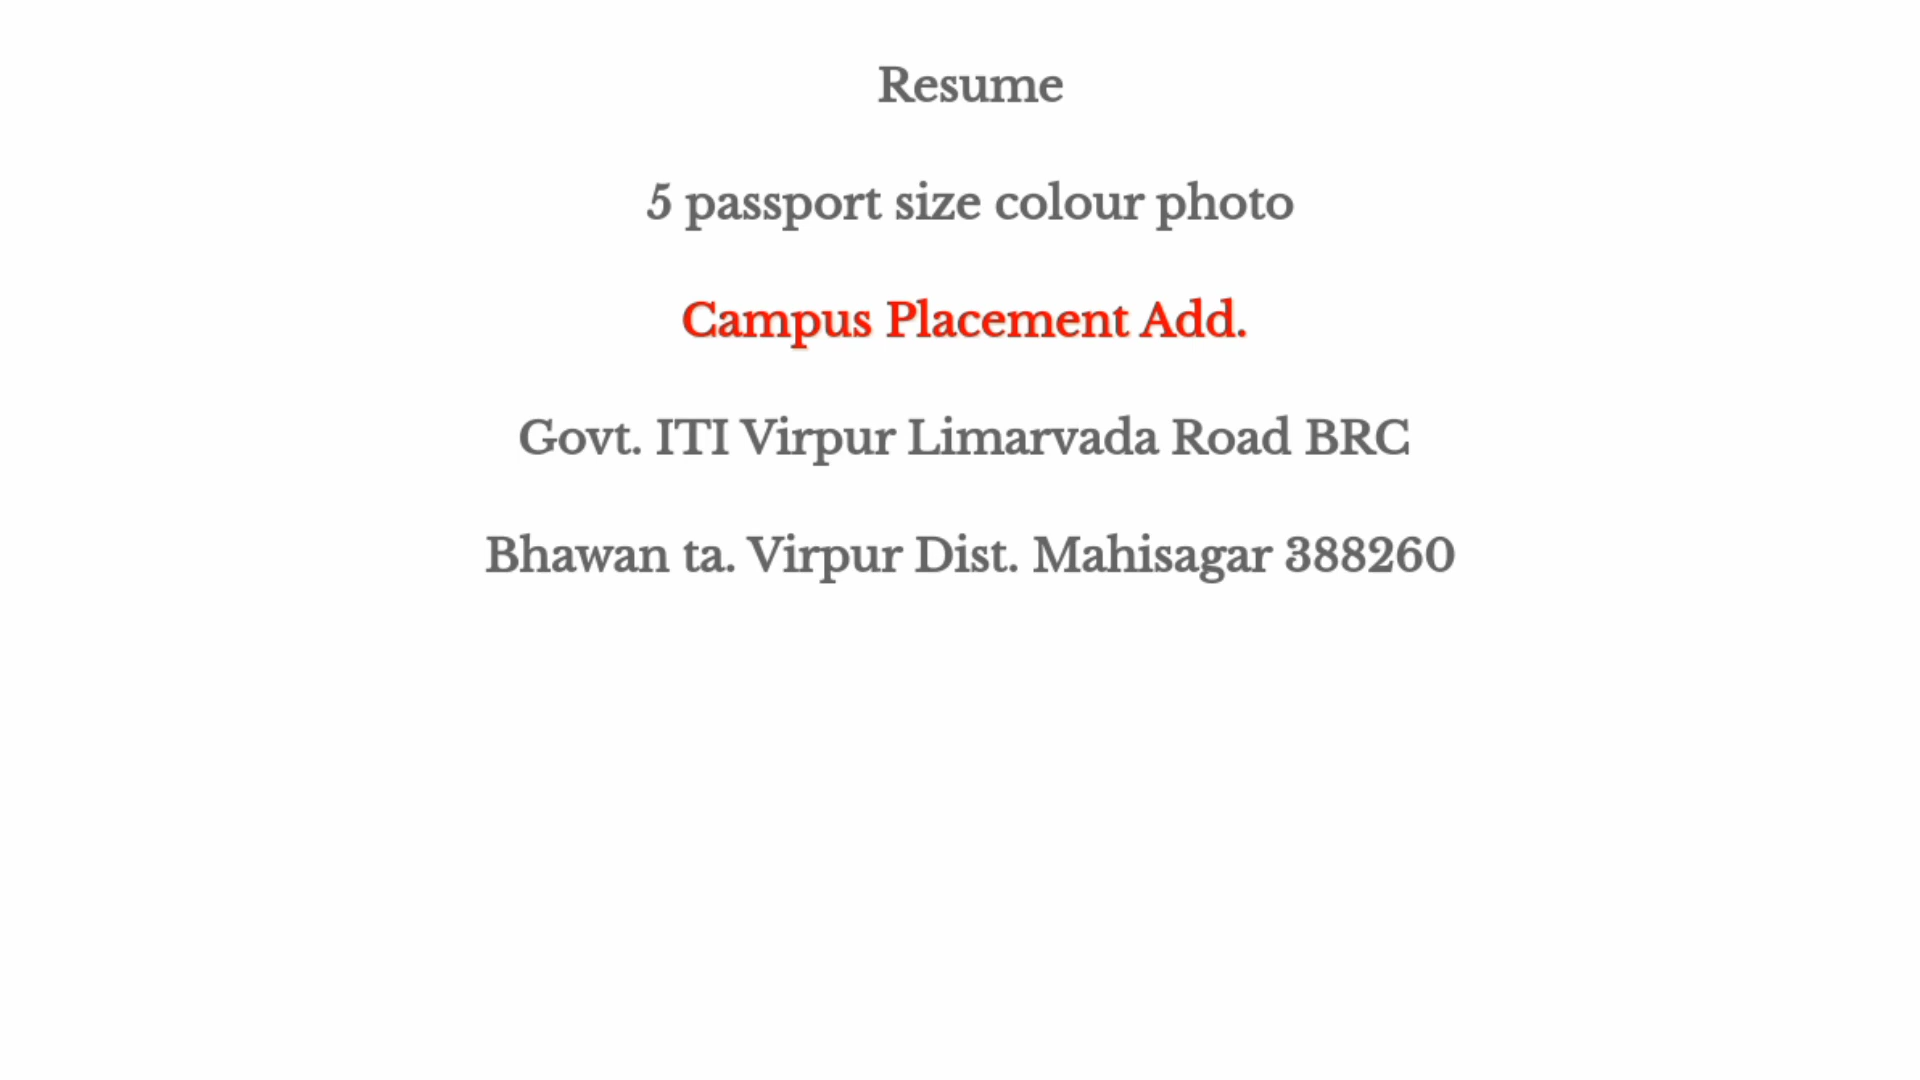 Resume
5 passport size colour photo
Campus Placement Add.
Govt. ITI Virpur Limarvada Road BRC
Bhawan ta. Virpur Dist. Mahisagar 388260